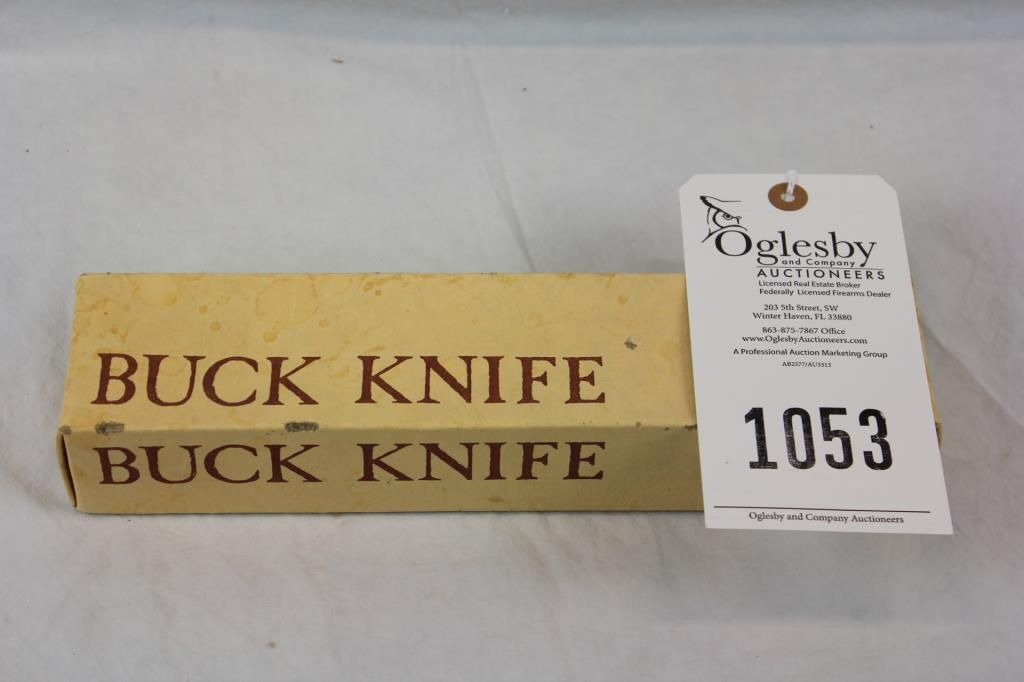 BUCK KNIFE
BUCK KNIFE
Oglesby
and Company
AUCTIONEERS
Licensed Real Estate Broker
Federally Licensed Firearms Dealer
203 5th Street, SW
Winter Haven, FL 33880
863-875-7867 Office
www.OglesbyAuctioneers.com
A Professional Auction Marketing Group
AB2577/AU3313
1053
Oglesby and Company Auctioneers